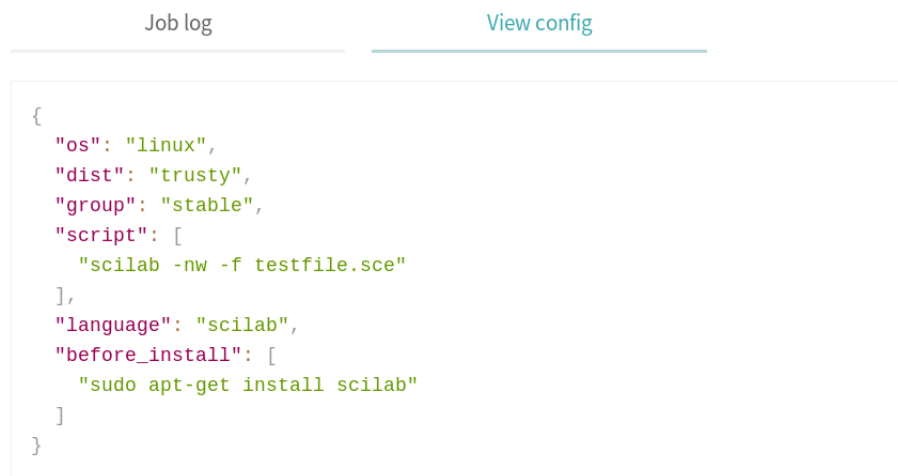 Job log
View config
{
  "os": "linux",
  "dist": "trusty",
  "group": "stable",
  "script": [
    "scilab -nw -f testfile.sce"
  ],
  "language": "scilab",
  "before_install": [
    "sudo apt-get install scilab"
  ]
}